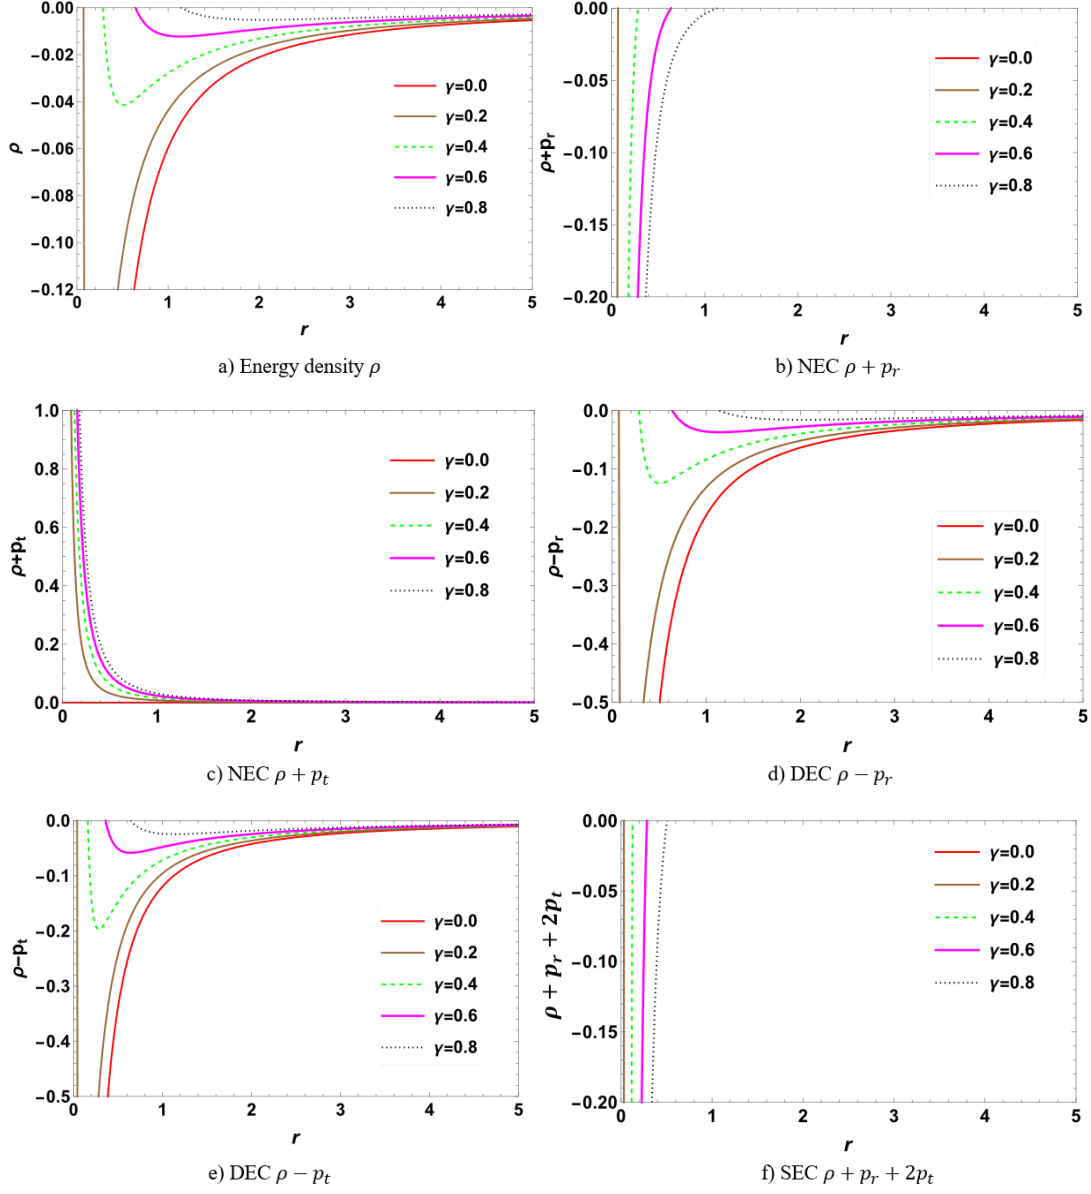 0.00
−0.02
−0.04
−0.06
−0.08
−0.10
−0.12
ρ
γ=0.0
γ=0.2
γ=0.4
γ=0.6
γ=0.8
0 1 2 3 4 5
r
a) Energy density ρ
0.00
−0.05
−0.10
−0.15
−0.20
ρ+pᵣ
γ=0.0
γ=0.2
γ=0.4
γ=0.6
γ=0.8
0 1 2 3 4 5
r
b) NEC ρ + pᵣ
1.0
0.8
0.6
0.4
0.2
0.0
ρ+pₜ
γ=0.0
γ=0.2
γ=0.4
γ=0.6
γ=0.8
0 1 2 3 4 5
r
c) NEC ρ + pₜ
0.0
−0.1
−0.2
−0.3
−0.4
−0.5
ρ−pᵣ
γ=0.0
γ=0.2
γ=0.4
γ=0.6
γ=0.8
0 1 2 3 4 5
r
d) DEC ρ − pᵣ
0.0
−0.1
−0.2
−0.3
−0.4
−0.5
ρ−pₜ
γ=0.0
γ=0.2
γ=0.4
γ=0.6
γ=0.8
0 1 2 3 4 5
r
e) DEC ρ − pₜ
0.00
−0.05
−0.10
−0.15
−0.20
ρ + pᵣ + 2pₜ
γ=0.0
γ=0.2
γ=0.4
γ=0.6
γ=0.8
0 1 2 3 4 5
r
f) SEC ρ + pᵣ + 2pₜ